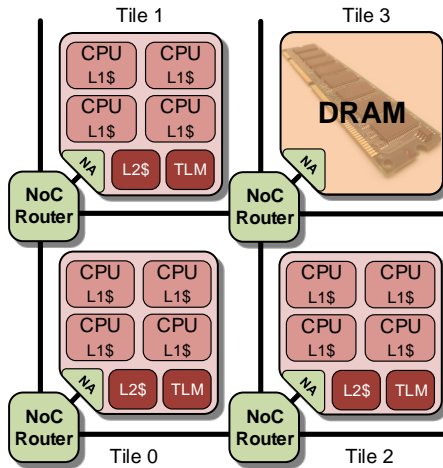 Tile 1
Tile 3
CPU
L1$
CPU
L1$
CPU
L1$
CPU
L1$
NA
L2$
TLM
DRAM
NA
NoC
Router
NoC
Router
CPU
L1$
CPU
L1$
CPU
L1$
CPU
L1$
NA
L2$
TLM
CPU
L1$
CPU
L1$
CPU
L1$
CPU
L1$
NA
L2$
TLM
NoC
Router
NoC
Router
Tile 0
Tile 2